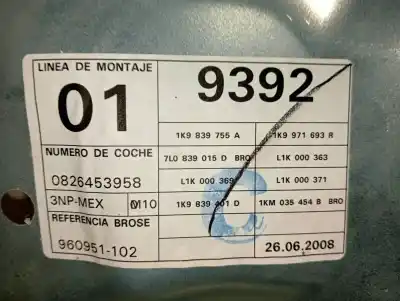 LINEA DE MONTAJE
01
9392
1K9 839 755 A
1K9 971 693 R
NUMERO DE COCHE
7L0 839 015 D BRO
L1K 000 363
0826453958
L1K 000 369
L1K 000 371
3NP-MEX
M10
1K9 839 401 D
1KM 035 454 B BRO
REFERENCIA BROSE
960951-102
C
26.06.2008